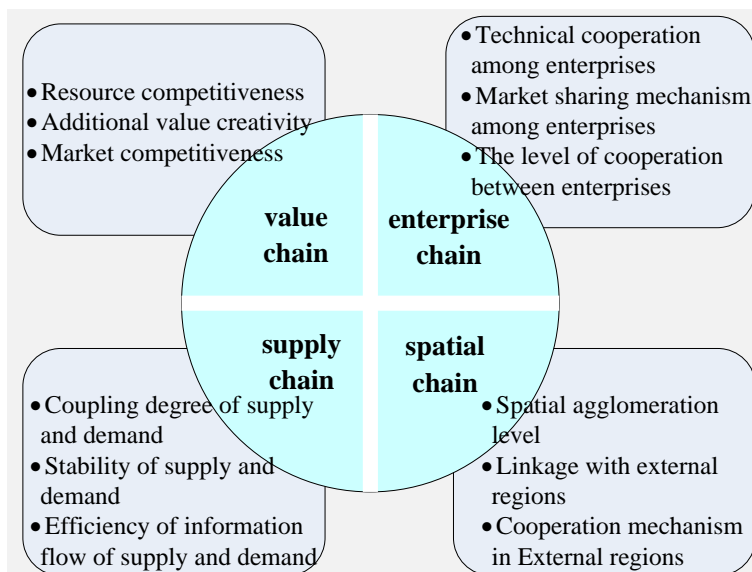 • Resource competitiveness
• Additional value creativity
• Market competitiveness
• Technical cooperation
among enterprises
• Market sharing mechanism
among enterprises
• The level of cooperation
between enterprises
value
chain
enterprise
chain
supply
chain
spatial
chain
• Coupling degree of supply
and demand
• Stability of supply and
demand
• Efficiency of information
flow of supply and demand
• Spatial agglomeration
level
• Linkage with external
regions
• Cooperation mechanism
in External regions